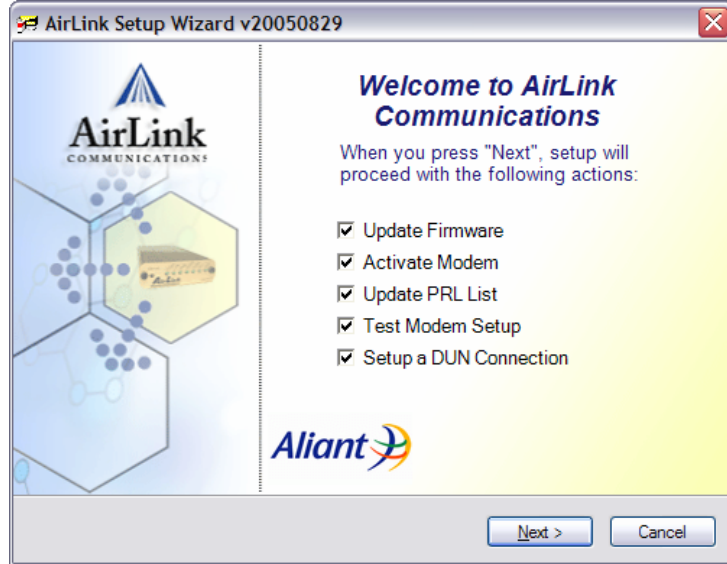 AirLink Setup Wizard v20050829
AirLink
COMMUNICATIONS
Welcome to AirLink
Communications
When you press "Next", setup will
proceed with the following actions:
Update Firmware
Activate Modem
Update PRL List
Test Modem Setup
Setup a DUN Connection
AirLink
Aliant
Next >
Cancel